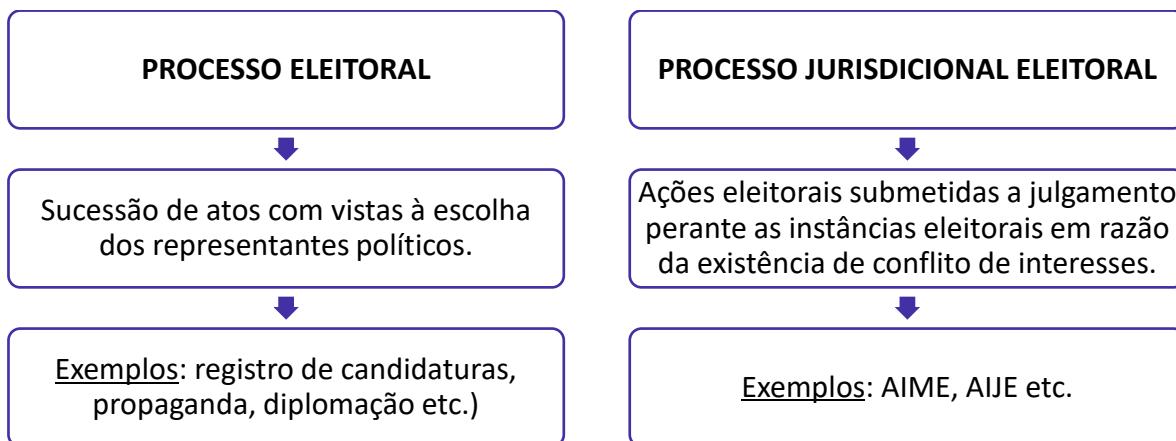 PROCESSO ELEITORAL
Sucessão de atos com vistas à escolha
dos representantes políticos.
Exemplos: registro de candidaturas,
propaganda, diplomação etc.)
PROCESSO JURISDICIONAL ELEITORAL
Ações eleitorais submetidas a julgamento
perante as instâncias eleitorais em razão
da existência de conflito de interesses.
Exemplos: AIME, AIJE etc.